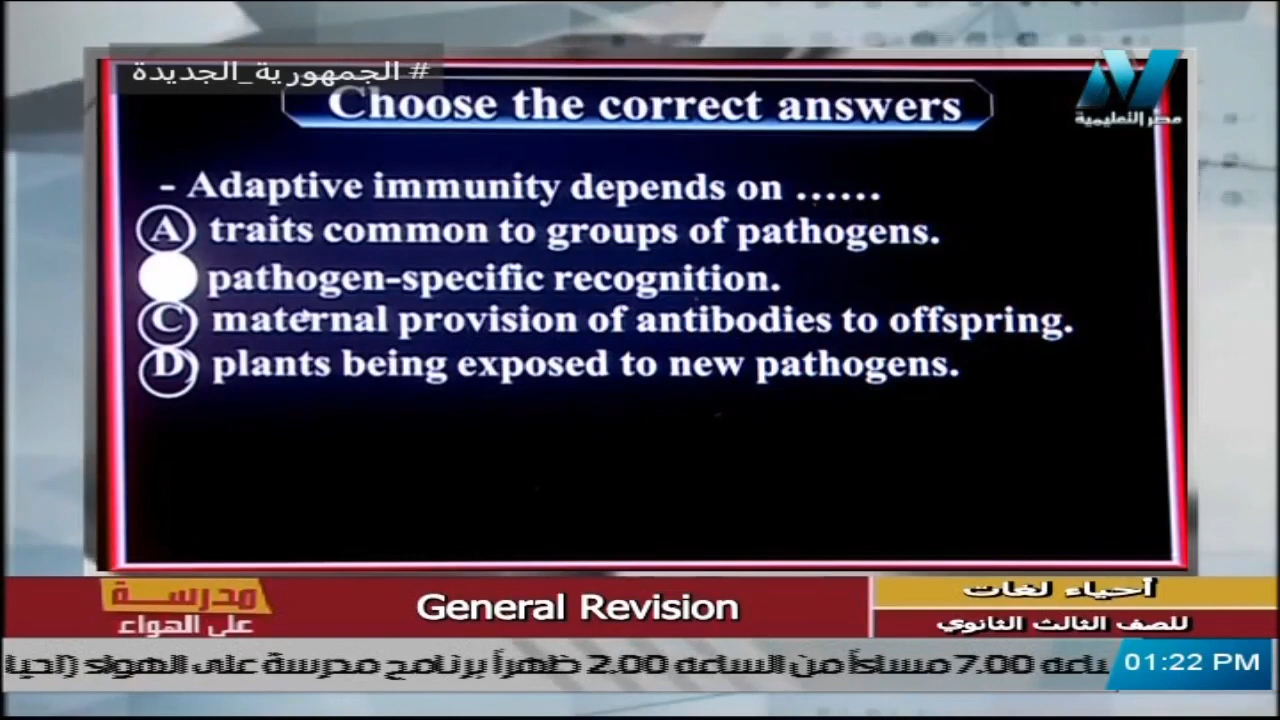 # الجمهورية_الجديدة
Choose the correct answers
مصر التعليمية
- Adaptive immunity depends on ......
A traits common to groups of pathogens.
pathogen-specific recognition.
C maternal provision of antibodies to offspring.
D) plants being exposed to new pathogens.
مدرسة
على الهواء
General Revision
أحياء لغات
للصف الثالث الثانوي
7.00 مساءاً من الساعه 2.00 ظهراً برنامج مدرسة على الهواء
01:22 PM